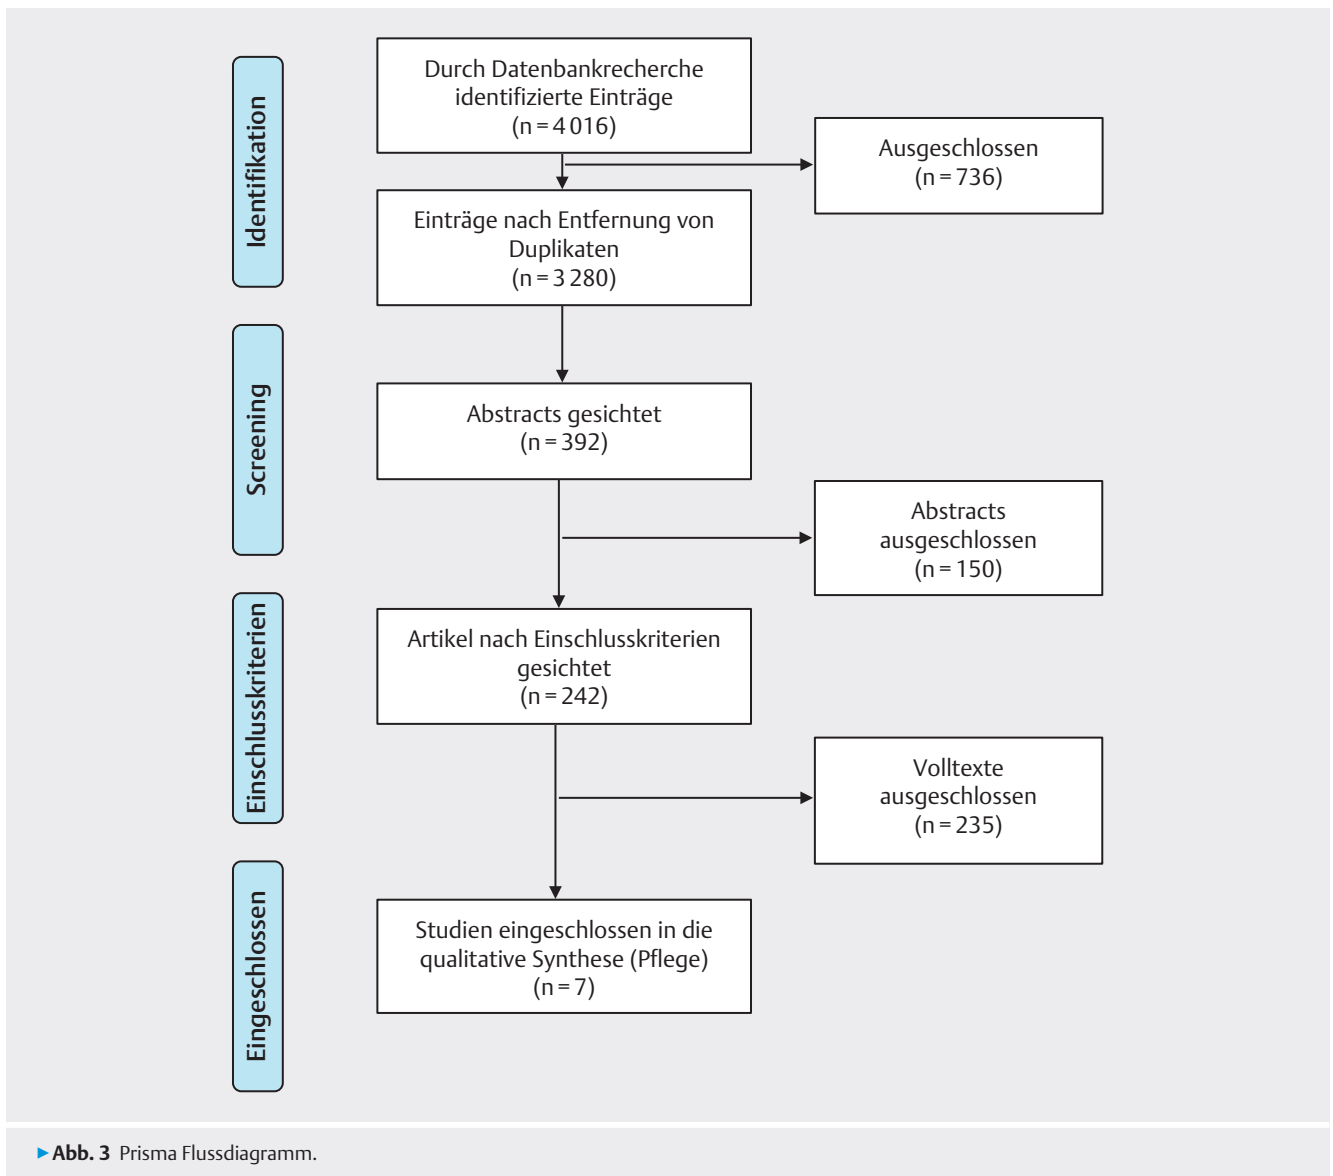 Identifikation
Durch Datenbankrecherche
identifizierte Einträge
(n = 4 016)
Ausgeschlossen
(n = 736)
Einträge nach Entfernung von
Duplikaten
(n = 3 280)
Screening
Abstracts gesichtet
(n = 392)
Abstracts
ausgeschlossen
(n = 150)
Einschlusskriterien
Artikel nach Einschlusskriterien
gesichtet
(n = 242)
Volltexte
ausgeschlossen
(n = 235)
Eingeschlossen
Studien eingeschlossen in die
qualitative Synthese (Pflege)
(n = 7)
▶Abb. 3 Prisma Flussdiagramm.